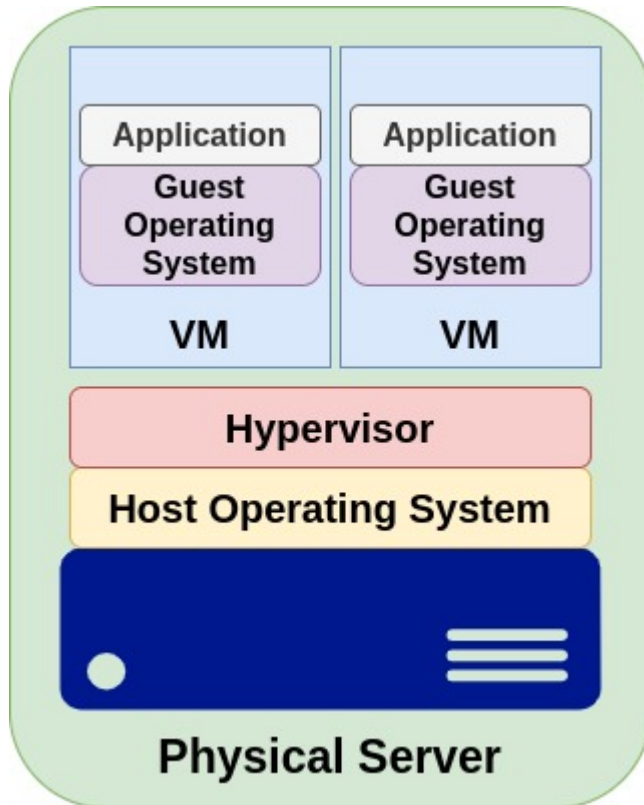 Application
Guest
Operating
System
VM
Application
Guest
Operating
System
VM
Hypervisor
Host Operating System
Physical Server